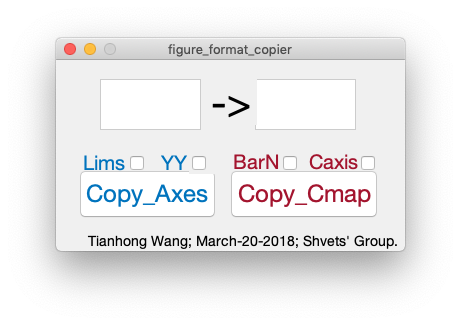 figure_format_copier
->
Lims YY BarN Caxis
Copy_Axes Copy_Cmap
Tianhong Wang; March-20-2018; Shvets' Group.